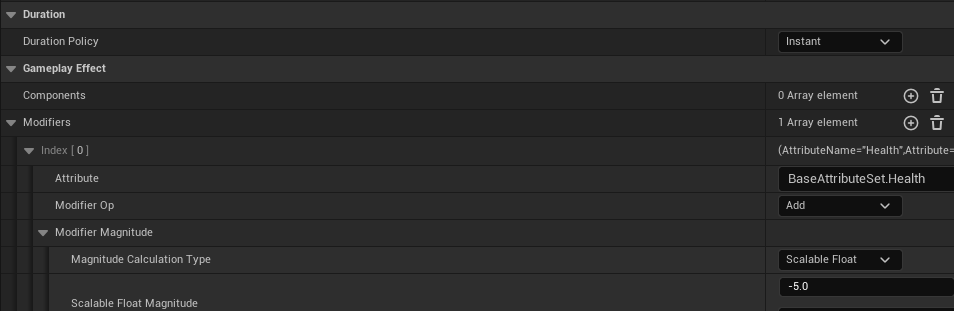 Duration
Duration Policy Instant
Gameplay Effect
Components 0 Array element
Modifiers 1 Array element
Index [ 0 ] (AttributeName="Health",Attribute=
Attribute BaseAttributeSet.Health
Modifier Op Add
Modifier Magnitude
Magnitude Calculation Type Scalable Float
-5.0
Scalable Float Magnitude